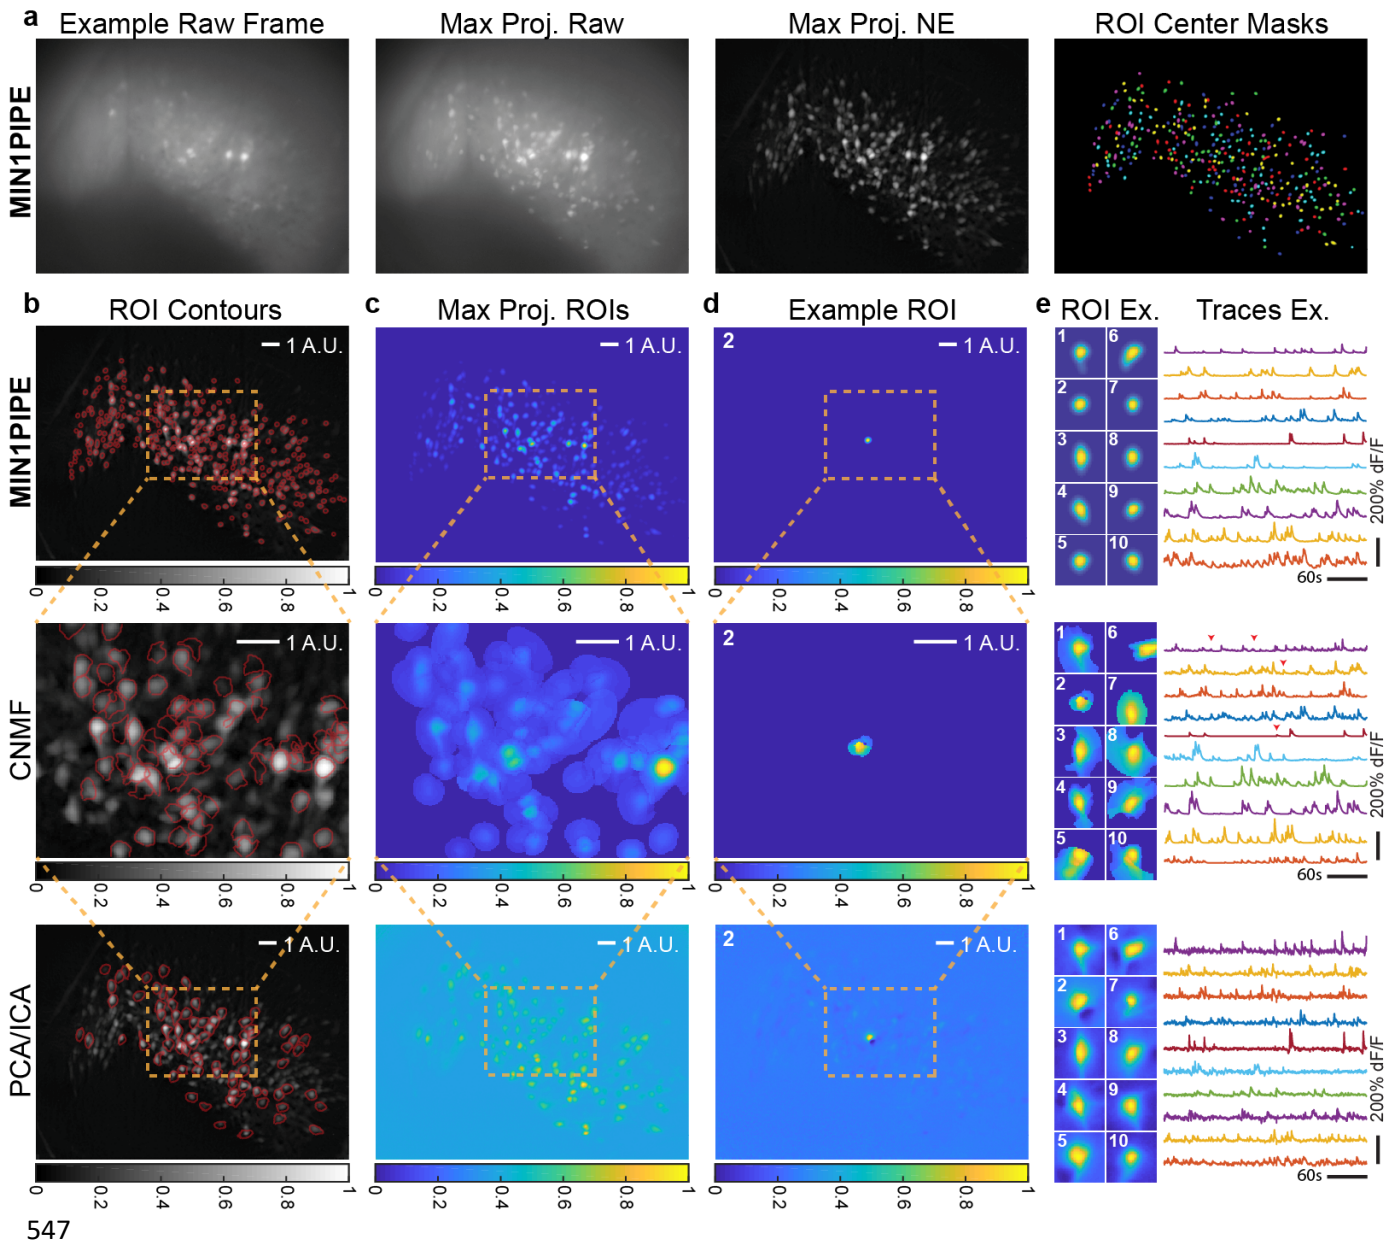 a
Example Raw Frame
Max Proj. Raw
Max Proj. NE
ROI Center Masks
MIN1PIPE
b
ROI Contours
c
Max Proj. ROIs
d
Example ROI
e
ROI Ex.
Traces Ex.
MIN1PIPE
1 A.U.
1 A.U.
2
1 A.U.
1
6
2
7
3
8
4
9
5
10
200% dF/F
60s
0
0.2
0.4
0.6
0.8
1
0
0.2
0.4
0.6
0.8
1
0
0.2
0.4
0.6
0.8
1
CNMF
1 A.U.
1 A.U.
2
1 A.U.
1
6
2
7
3
8
4
9
5
10
200% dF/F
60s
0
0.2
0.4
0.6
0.8
1
0
0.2
0.4
0.6
0.8
1
0
0.2
0.4
0.6
0.8
1
PCA/ICA
1 A.U.
1 A.U.
2
1 A.U.
1
6
2
7
3
8
4
9
5
10
200% dF/F
60s
0
0.2
0.4
0.6
0.8
1
0
0.2
0.4
0.6
0.8
1
0
0.2
0.4
0.6
0.8
1
547